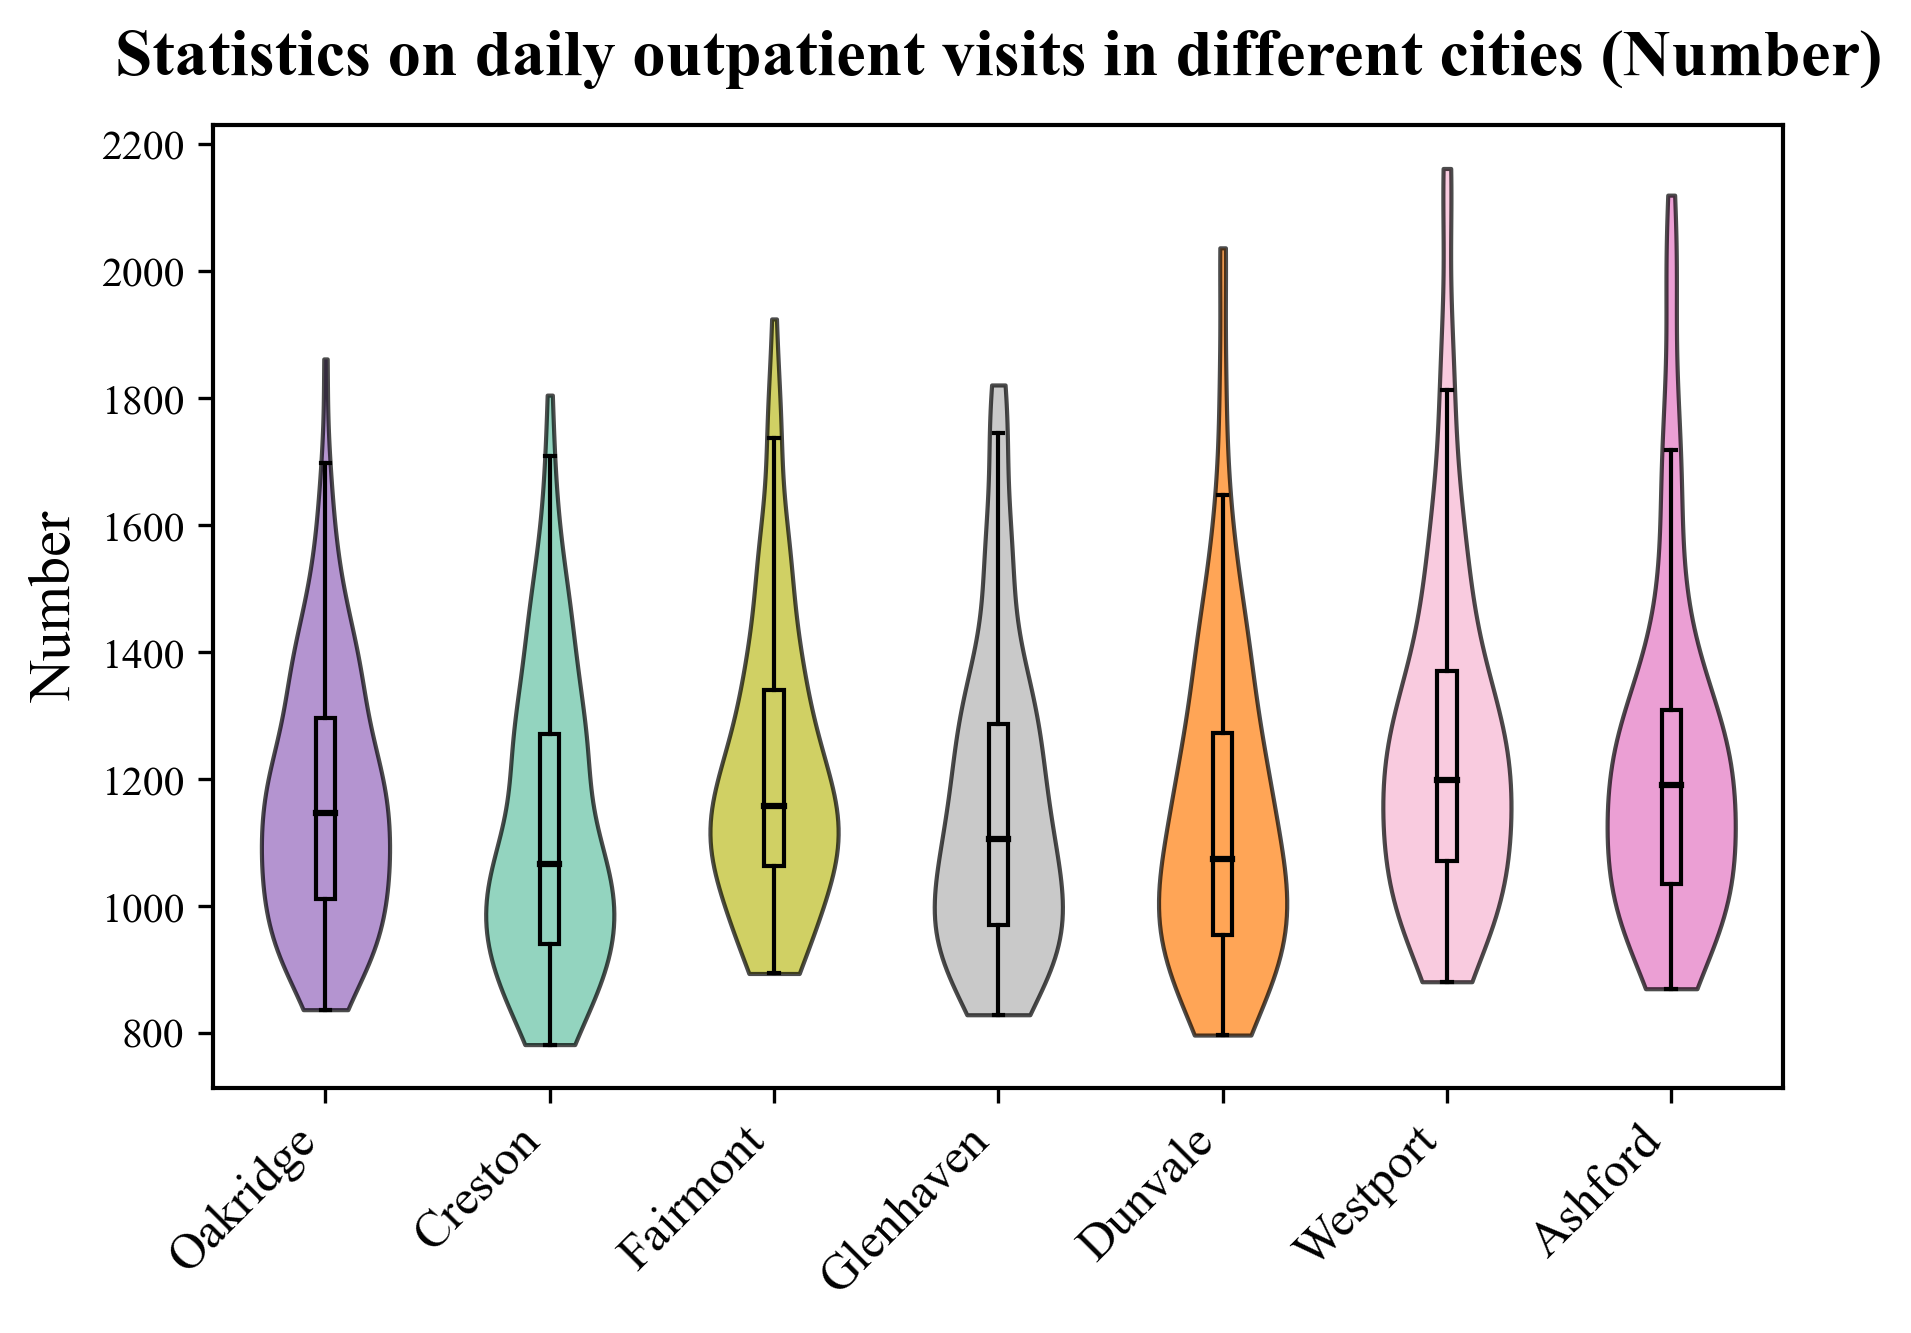 Statistics on daily outpatient visits in different cities (Number)
Number
2200
2000
1800
1600
1400
1200
1000
800
Oakridge
Creston
Fairmont
Glenhaven
Dunvale
Westport
Ashford